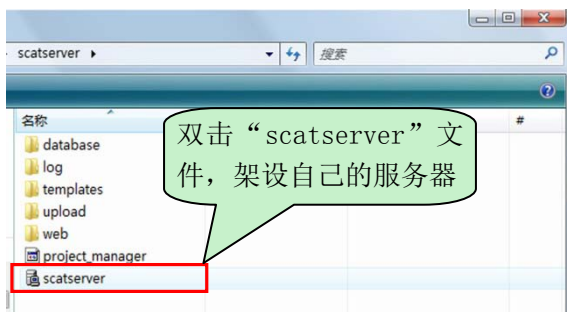 scatserver
搜索
名称
#
database
log
templates
upload
web
project_manager
scatserver
双击“scatserver”文
件，架设自己的服务器